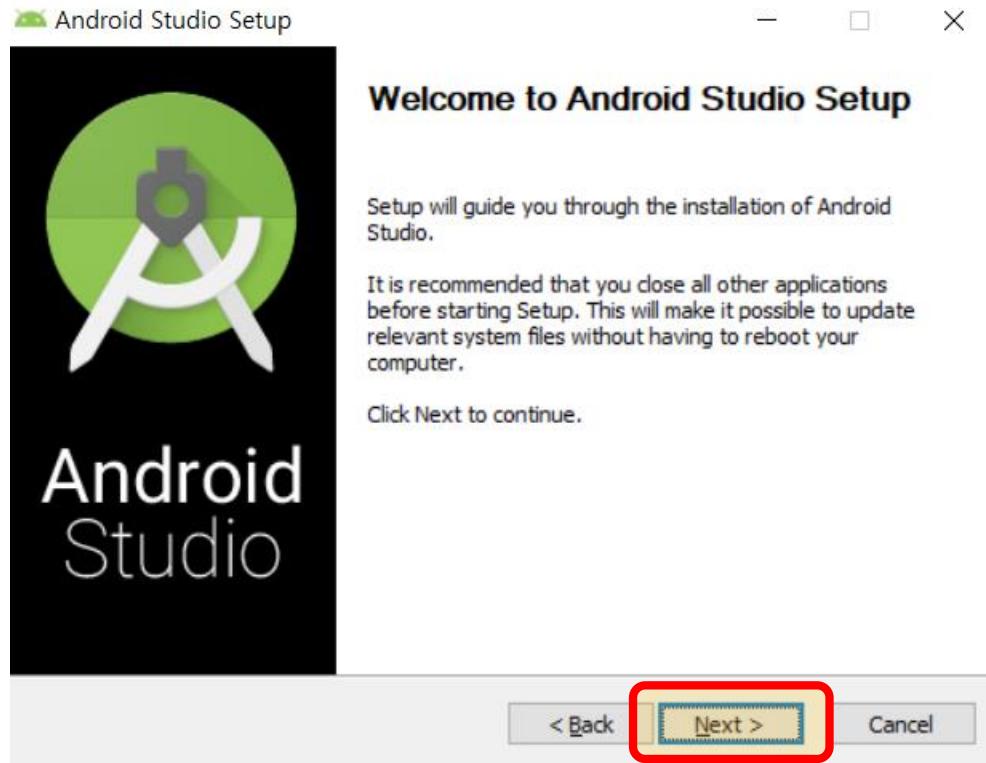 Android Studio Setup
Welcome to Android Studio Setup
Setup will guide you through the installation of Android
Studio.
It is recommended that you close all other applications
before starting Setup. This will make it possible to update
relevant system files without having to reboot your
computer.
Click Next to continue.
Android
Studio
< Back
Next >
Cancel